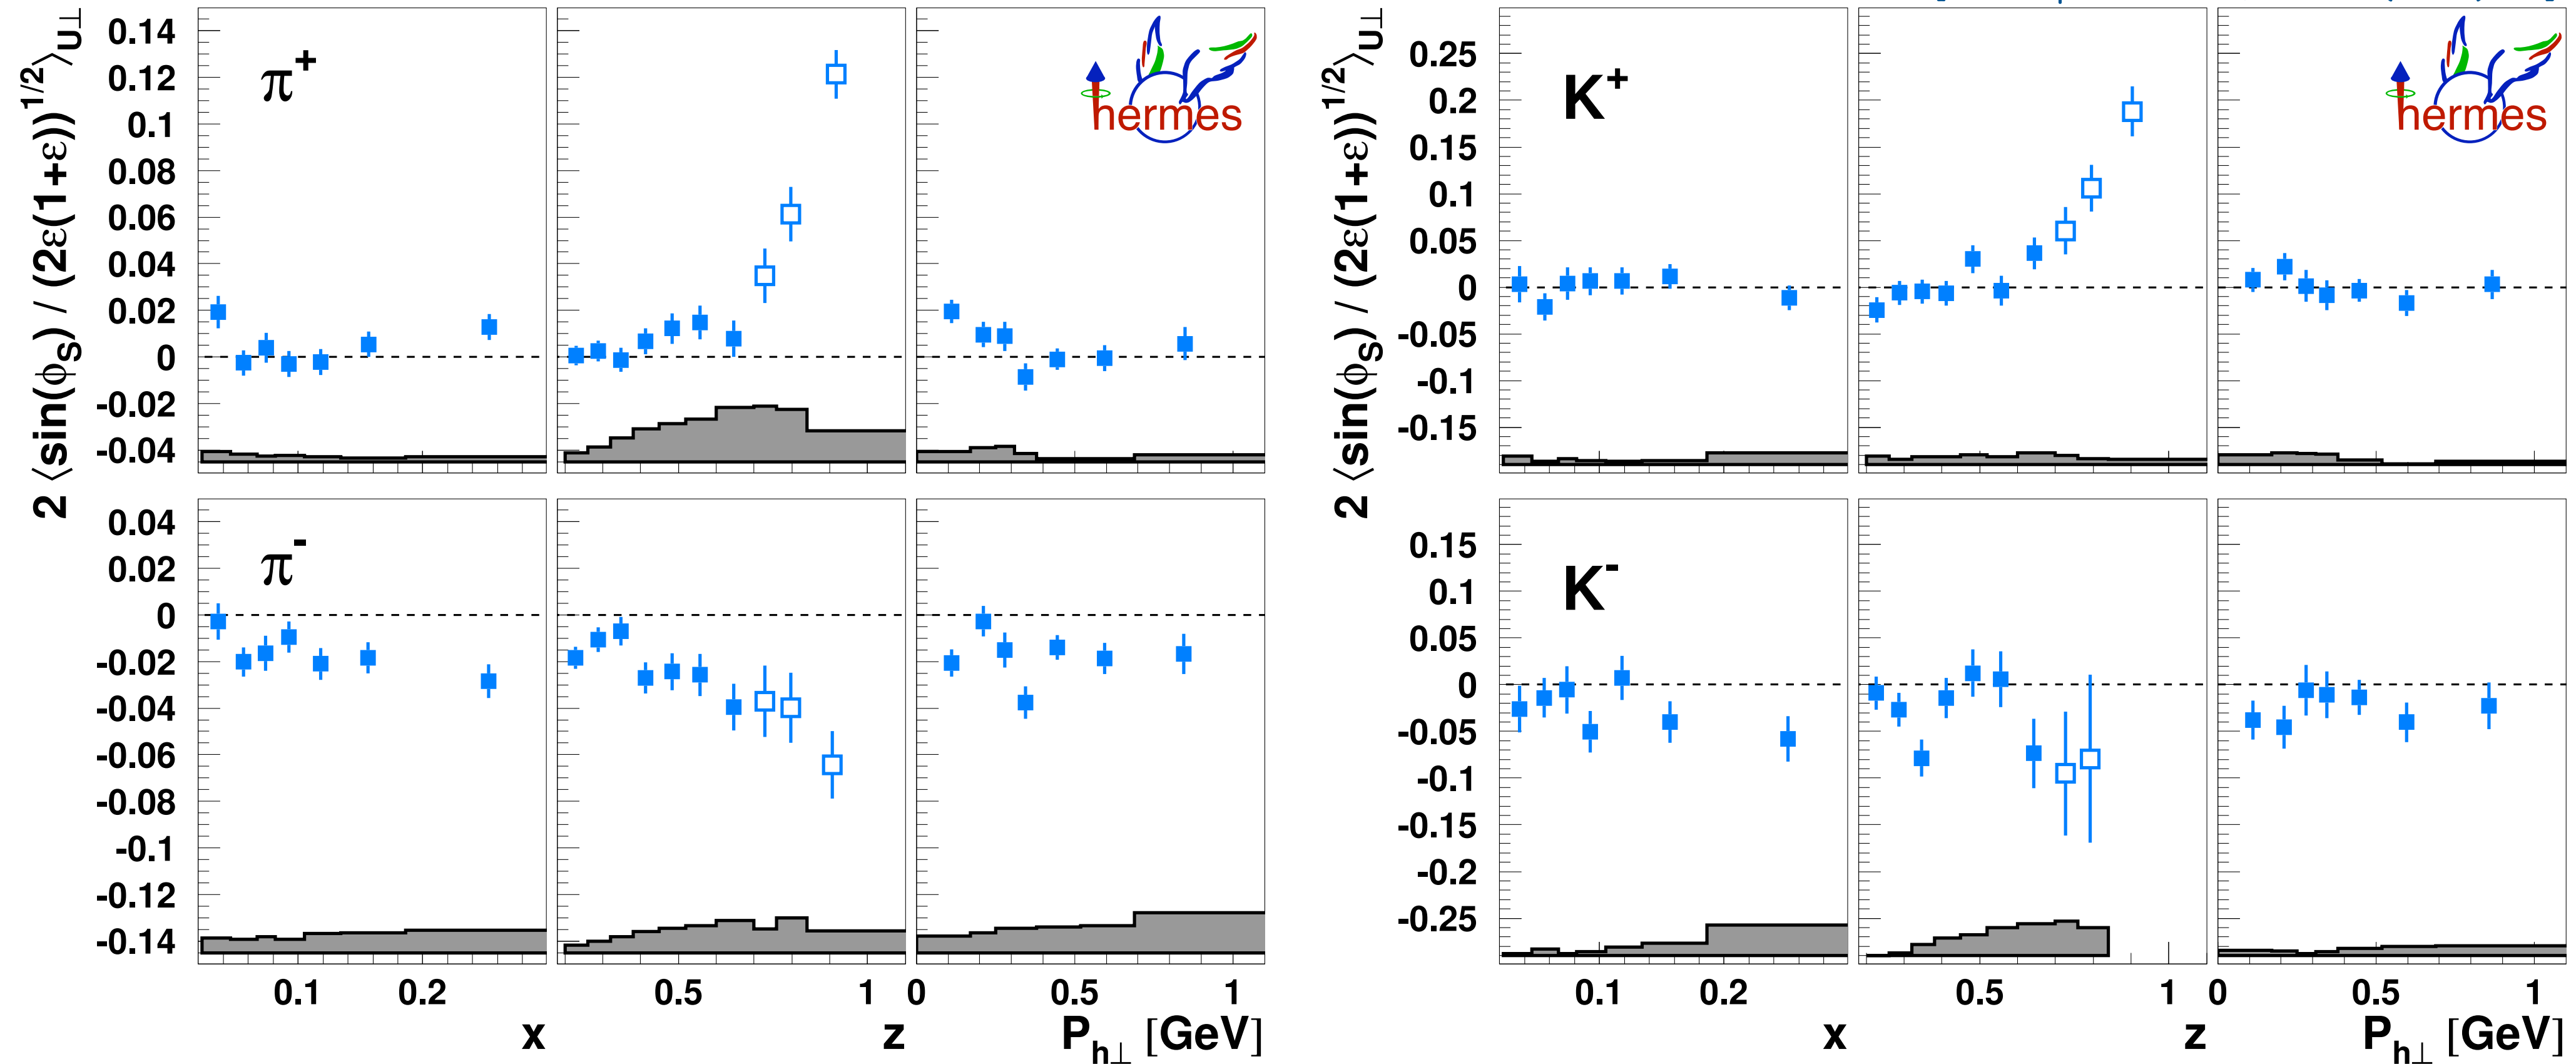 2 ⟨sin(ϕS) / (2ε(1+ε))1/2⟩U⊥
π+
0.14
0.12
0.1
0.08
0.06
0.04
0.02
0
-0.02
-0.04
hermes
π-
0.04
0.02
0
-0.02
-0.04
-0.06
-0.08
-0.1
-0.12
-0.14
0.1 0.2
x
0.5 1
z
0 0.5 1
Ph⊥ [GeV]
2 ⟨sin(ϕS) / (2ε(1+ε))1/2⟩U⊥
K+
0.25
0.2
0.15
0.1
0.05
0
-0.05
-0.1
-0.15
hermes
K-
0.15
0.1
0.05
0
-0.05
-0.1
-0.15
-0.2
-0.25
0.1 0.2
x
0.5 1
z
0 0.5 1
Ph⊥ [GeV]